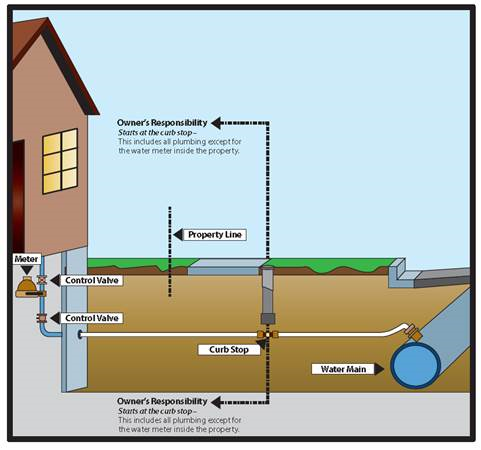 Owner's Responsibility
Starts at the curb stop–
This includes all plumbing except for
the water meter inside the property.
Property Line
Meter
Control Valve
Control Valve
Curb Stop
Water Main
Owner's Responsibility
Starts at the curb stop–
This includes all plumbing except for
the water meter inside the property.